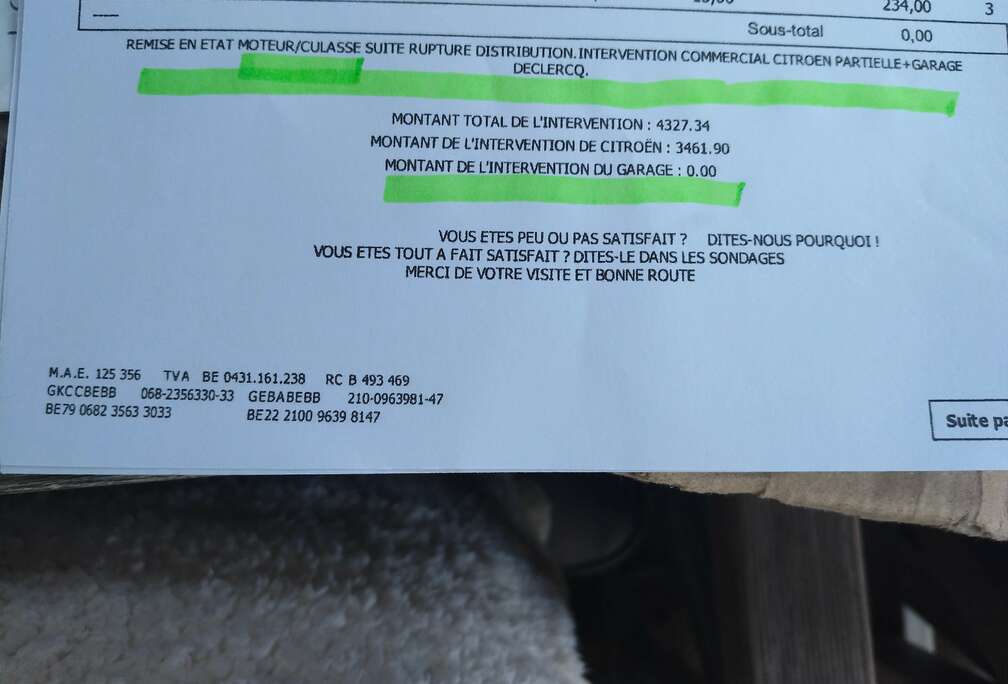 234,00 3
Sous-total 0,00
REMISE EN ETAT MOTEUR/CULASSE SUITE RUPTURE DISTRIBUTION.INTERVENTION COMMERCIAL CITROEN PARTIELLE+GARAGE
DECLERCQ.
MONTANT TOTAL DE L'INTERVENTION : 4327.34
MONTANT DE L'INTERVENTION DE CITROËN : 3461.90
MONTANT DE L'INTERVENTION DU GARAGE : 0.00
VOUS ETES PEU OU PAS SATISFAIT ? DITES-NOUS POURQUOI !
VOUS ETES TOUT A FAIT SATISFAIT ? DITES-LE DANS LES SONDAGES
MERCI DE VOTRE VISITE ET BONNE ROUTE
M.A.E. 125 356 TVA BE 0431.161.238 RC B 493 469
GKCCBEBB 068-2356330-33 GEBABEBB 210-0963981-47
BE79 0682 3563 3033 BE22 2100 9639 8147
Suite pa